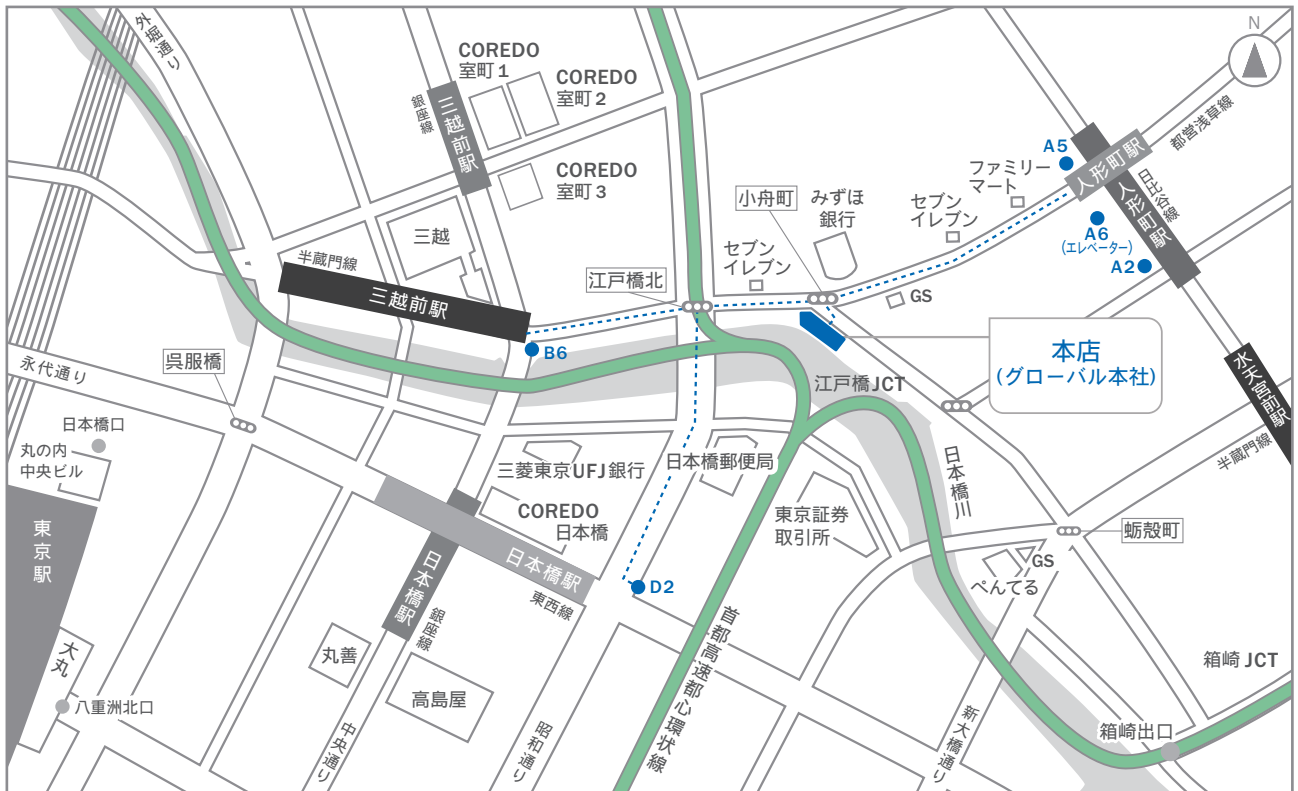 外堀通り
COREDO
室町 1
COREDO
室町 2
COREDO
室町 3
銀座線
三越前駅
N
都営浅草線
A5
人形町駅
ファミリー
マート
人形町駅
日比谷線
A6
(エレベーター)
A2
小舟町
みずほ
銀行
セブン
イレブン
セブン
イレブン
GS
三越
半蔵門線
三越前駅
江戸橋北
B6
本店
(グローバル本社)
永代通り
呉服橋
江戸橋 JCT
水天宮前駅
半蔵門線
日本橋口
丸の内
中央ビル
三菱東京UFJ 銀行
日本橋郵便局
日本橋川
COREDO
日本橋
東京証券
取引所
蛎殻町
GS
ぺんてる
東京駅
日本橋駅
日本橋駅
東西線
銀座線
D2
首都高速都心環状線
大丸
丸善
高島屋
八重洲北口
箱崎 JCT
箱崎出口
中央通り
昭和通り
新大橋通り